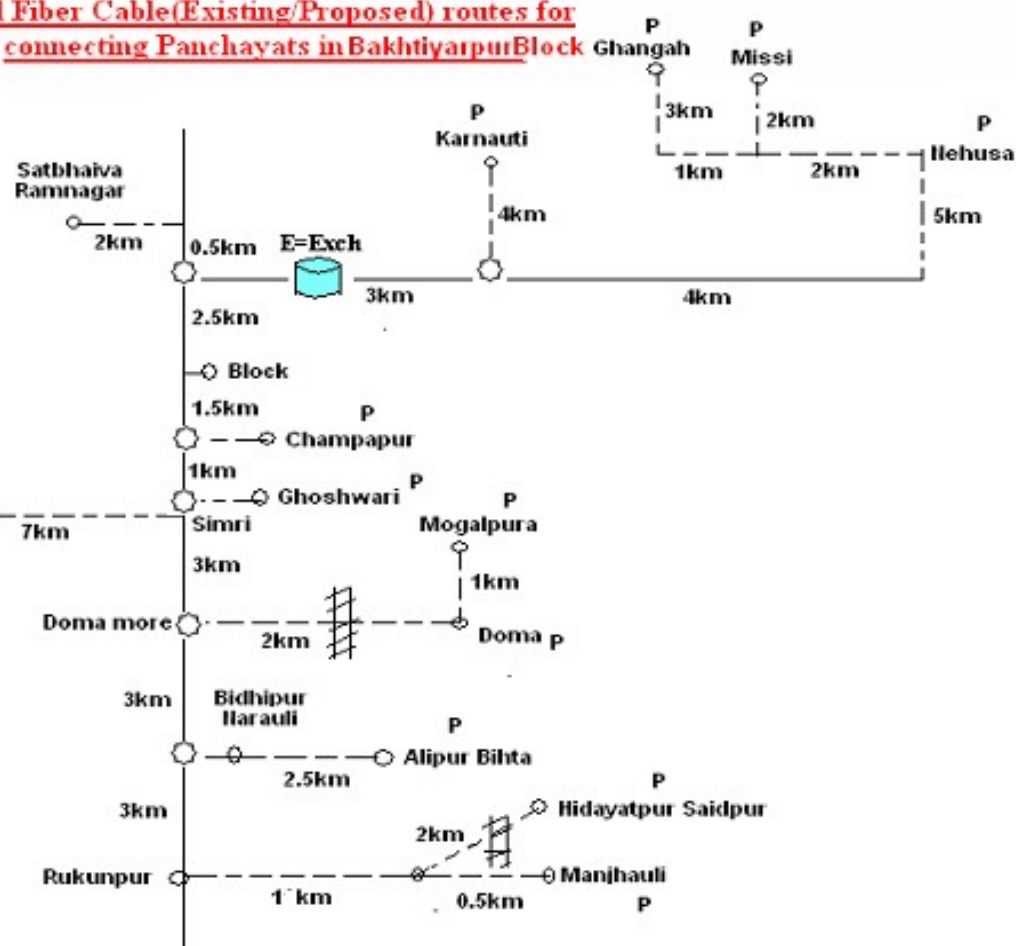 l Fiber Cable(Existing/Proposed) routes for
connecting Panchayats in Bakhtiyarpur Block
P
Ghangah
P
Missi
3km
2km
P
Nehusa
1km
2km
5km
P
Karnauti
4km
Satbhaiva
Ramnagar
2km
0.5km
E=Exch
3km
4km
2.5km
Block
1.5km
P
Champapur
1km
Ghoshwari
P
Simri
7km
3km
P
Mogalpura
1km
Doma more
2km
Doma P
3km
Bidhipur
Narauli
P
Alipur Bihta
2.5km
3km
P
Hidayatpur Saidpur
2km
Rukunpur
1 km
0.5km
Manjhauli
P